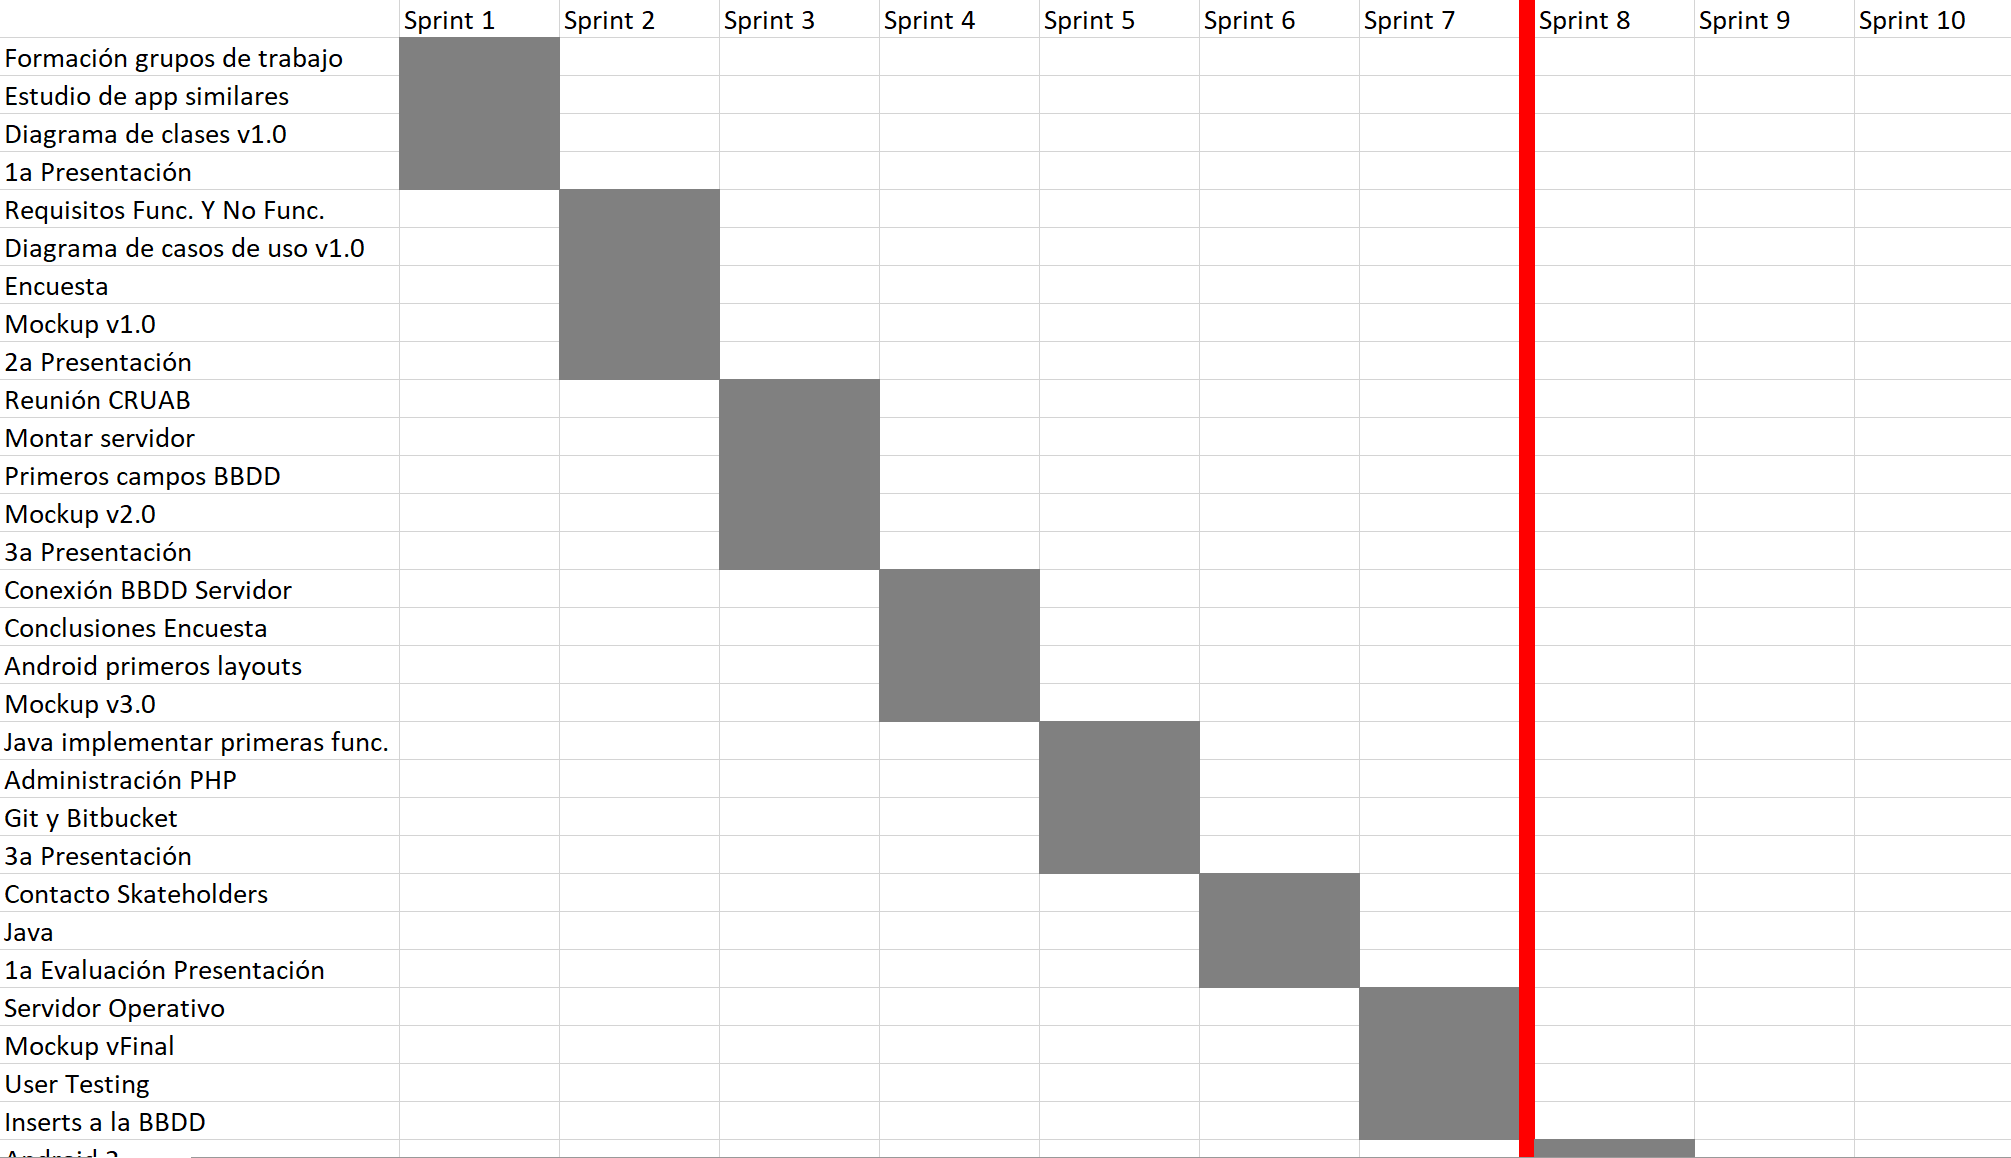 Sprint 1 Sprint 2 Sprint 3 Sprint 4 Sprint 5 Sprint 6 Sprint 7 Sprint 8 Sprint 9 Sprint 10
Formación grupos de trabajo
Estudio de app similares
Diagrama de clases v1.0
1a Presentación
Requisitos Func. Y No Func.
Diagrama de casos de uso v1.0
Encuesta
Mockup v1.0
2a Presentación
Reunión CRUAB
Montar servidor
Primeros campos BBDD
Mockup v2.0
3a Presentación
Conexión BBDD Servidor
Conclusiones Encuesta
Android primeros layouts
Mockup v3.0
Java implementar primeras func.
Administración PHP
Git y Bitbucket
3a Presentación
Contacto Skateholders
Java
1a Evaluación Presentación
Servidor Operativo
Mockup vFinal
User Testing
Inserts a la BBDD
Android